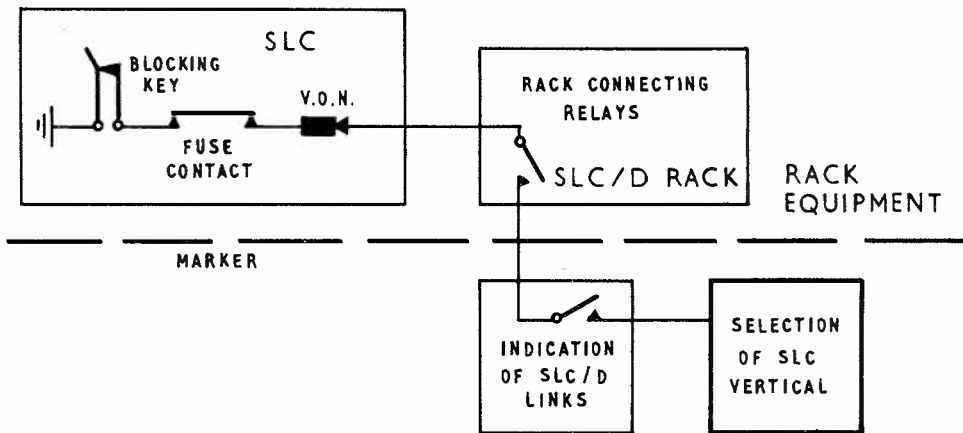 SLC
BLOCKING
KEY
V.O.N.
FUSE
CONTACT
RACK CONNECTING
RELAYS
SLC/D RACK
RACK
EQUIPMENT
MARKER
INDICATION
OF SLC/D
LINKS
SELECTION
OF SLC
VERTICAL